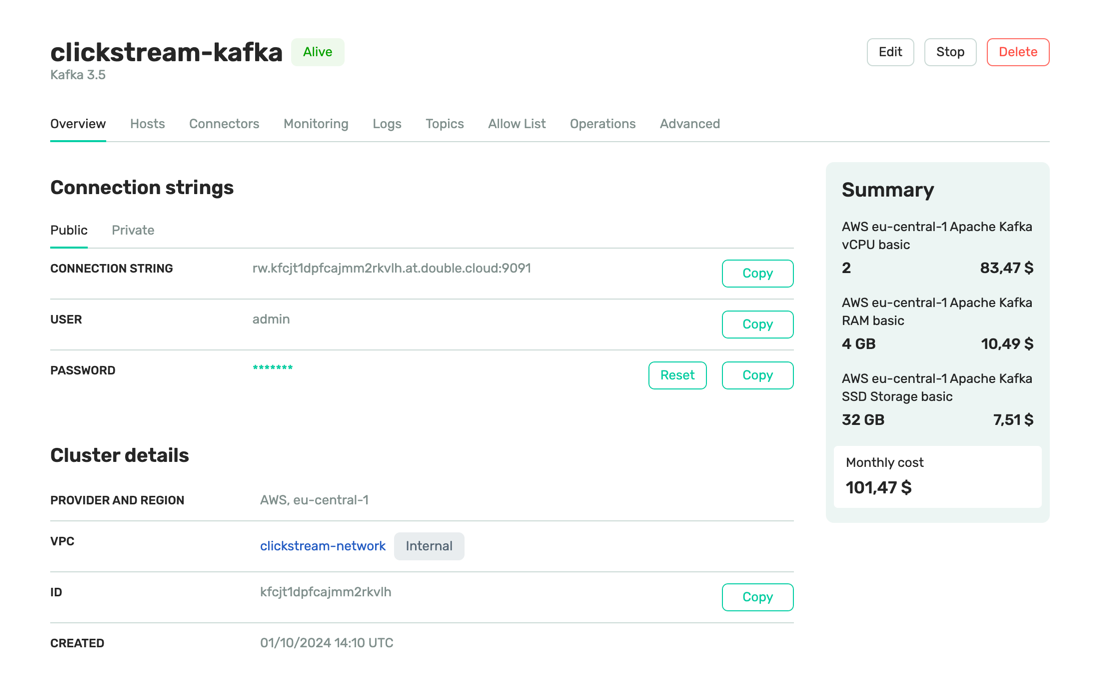 clickstream-kafka Alive
Kafka 3.5
Edit Stop Delete
Overview Hosts Connectors Monitoring Logs Topics Allow List Operations Advanced
Connection strings
Public Private
CONNECTION STRING rw.kfcjt1dpfcajmm2rkvlh.at.double.cloud:9091 Copy
USER admin Copy
PASSWORD ******* Reset Copy
Cluster details
PROVIDER AND REGION AWS, eu-central-1
VPC clickstream-network Internal
ID kfcjt1dpfcajmm2rkvlh Copy
CREATED 01/10/2024 14:10 UTC
Summary
AWS eu-central-1 Apache Kafka
vCPU basic
2 83,47 $
AWS eu-central-1 Apache Kafka
RAM basic
4 GB 10,49 $
AWS eu-central-1 Apache Kafka
SSD Storage basic
32 GB 7,51 $
Monthly cost
101,47 $